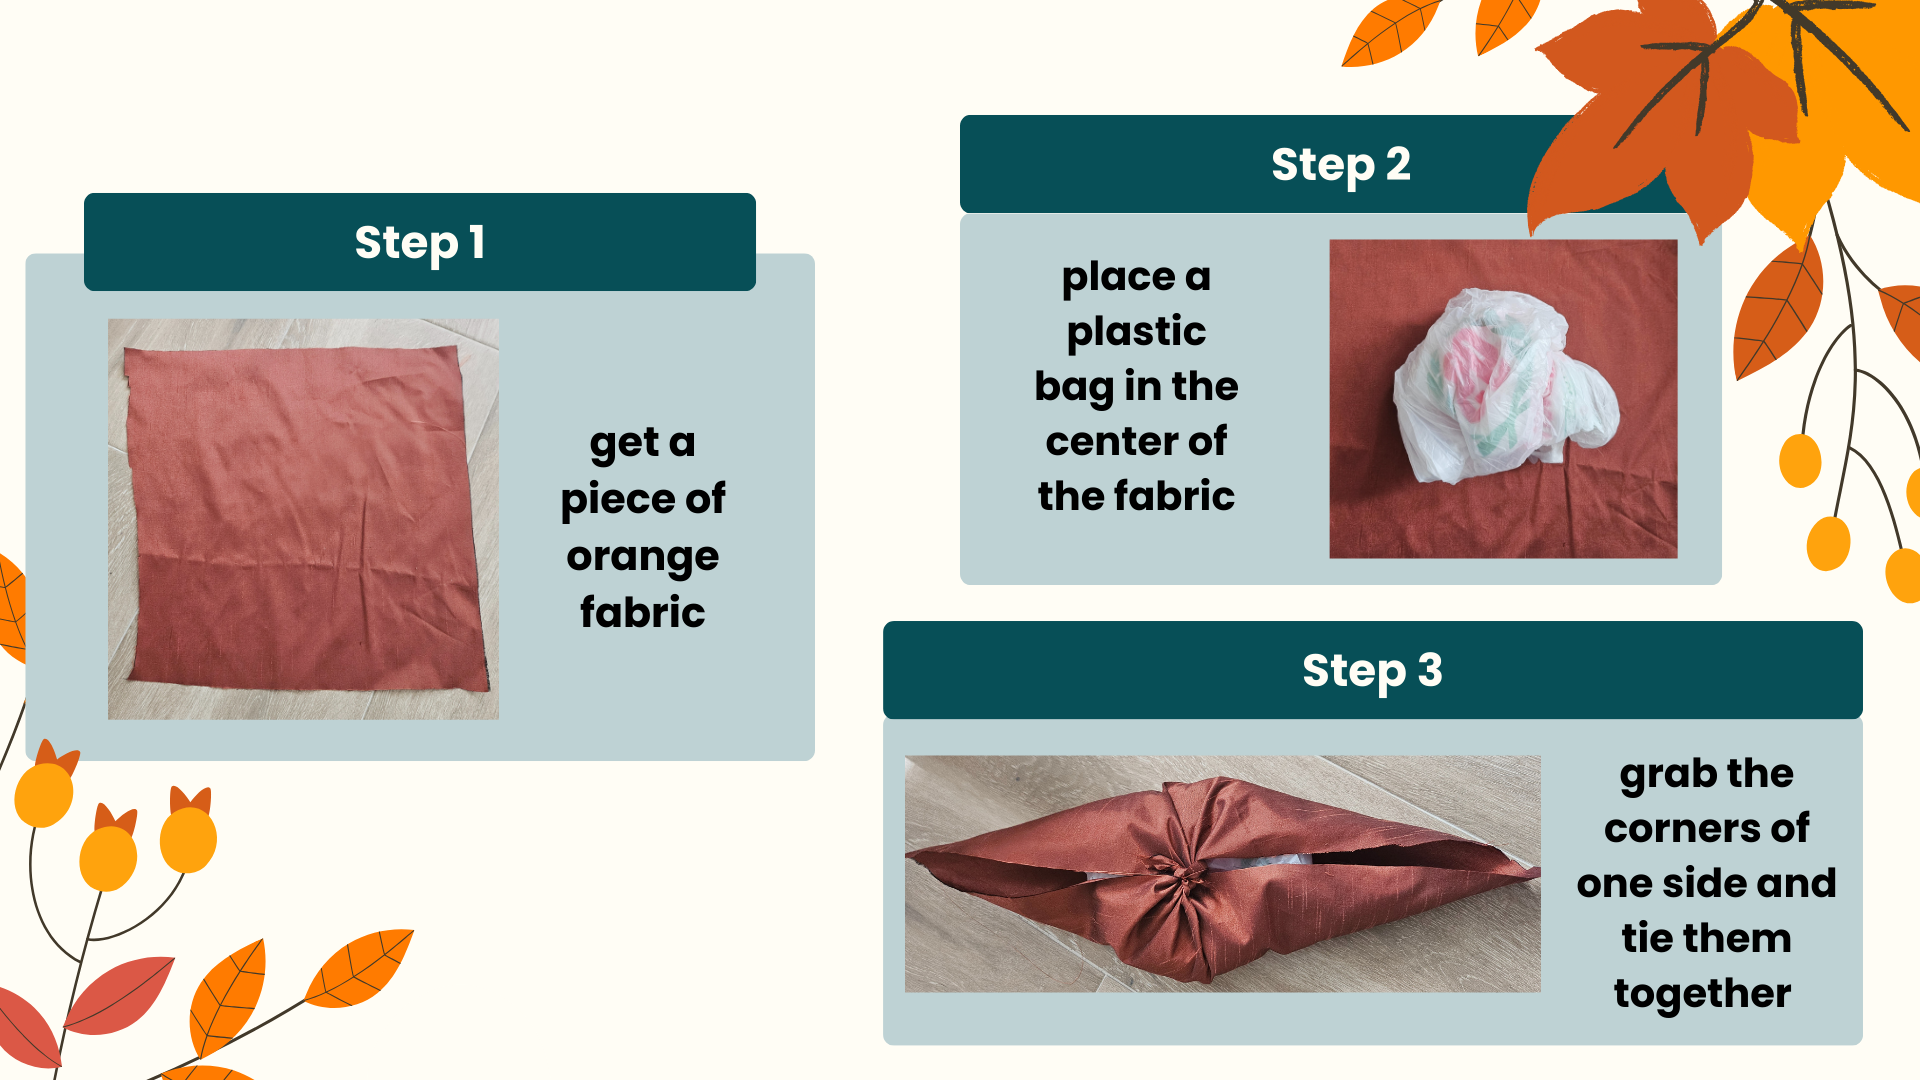 Step 1
get a
piece of
orange
fabric
Step 2
place a
plastic
bag in the
center of
the fabric
Step 3
grab the
corners of
one side and
tie them
together